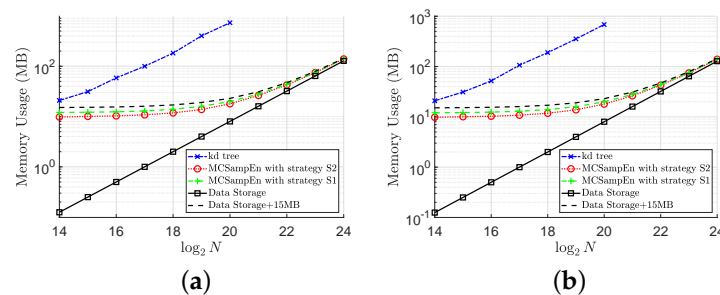 Memory Usage (MB)
10^2
10^0
14 16 18 20 22 24
log_2 N
kd tree
MCSampEn with strategy S2
MCSampEn with strategy S1
Data Storage
Data Storage+15MB
(a)
Memory Usage (MB)
10^3
10^2
10^1
10^0
10^-1
14 16 18 20 22 24
log_2 N
kd tree
MCSampEn with strategy S2
MCSampEn with strategy S1
Data Storage
Data Storage+15MB
(b)